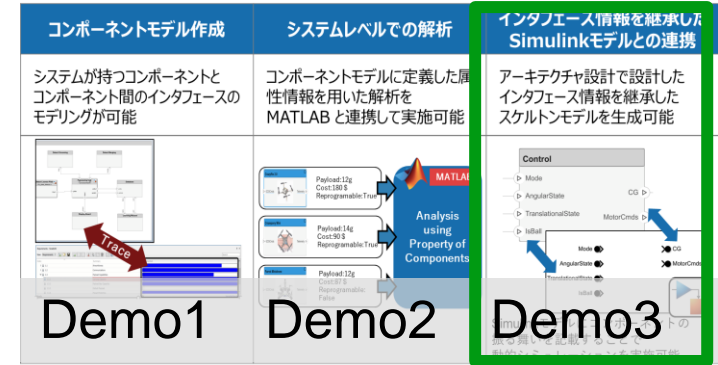 コンポーネントモデル作成
システムが持つコンポーネントと
コンポーネント間のインタフェースの
モデリングが可能
Trace
Demo1
システムレベルでの解析
コンポーネントモデルに定義した属
性情報を用いた解析を
MATLAB と連携して実施可能
Payload:12g
Cost:180 $
Reprogramable:True
Payload:14g
Cost:90 $
Reprogramable:True
Payload:12g
Cost:87 $
Reprogramable:
False
MATLAB
Analysis
using
Property of
Components
Demo2
インタフェース情報を継承した
Simulinkモデルとの連携
アーキテクチャ設計で設計した
インタフェース情報を継承した
スケルトンモデルを生成可能
Control
Mode
AngularState
CG
TranslationalState
MotorCmds
IsBall
Mode
CG
AngularState
MotorCmds
TranslationalState
IsBall
Demo3